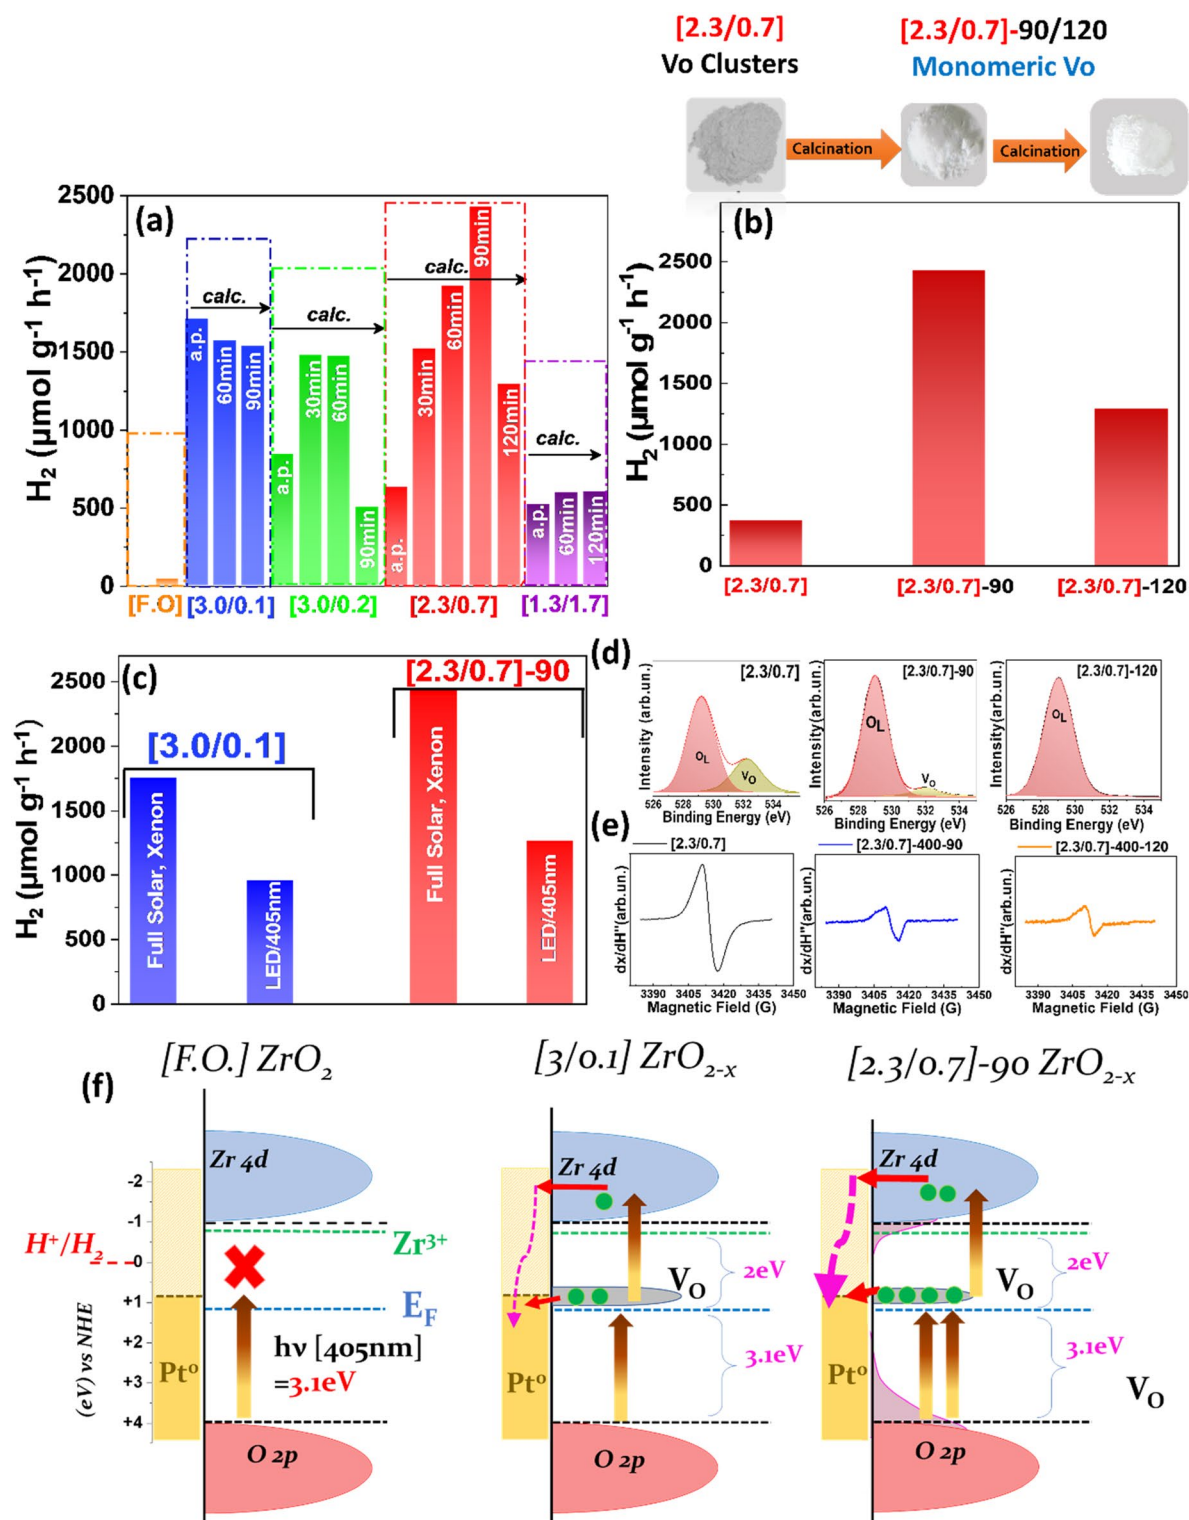 [2.3/0.7]
Vo Clusters
[2.3/0.7]-90/120
Monomeric Vo
Calcination
Calcination
(a)
H2 (µmol g-1 h-1)
2500
2000
1500
1000
500
0
calc.
calc.
calc.
calc.
a.p.
60min
90min
a.p.
30min
60min
90min
a.p.
30min
60min
90min
120min
a.p.
60min
120min
[F.O]
[3.0/0.1]
[3.0/0.2]
[2.3/0.7]
[1.3/1.7]
(b)
H2 (µmol g-1 h-1)
2500
2000
1500
1000
500
0
[2.3/0.7]
[2.3/0.7]-90
[2.3/0.7]-120
(c)
H2 (µmol g-1 h-1)
2500
2000
1500
1000
500
0
[3.0/0.1]
[2.3/0.7]-90
Full Solar, Xenon
LED/405nm
Full Solar, Xenon
LED/405nm
(d)
Intensity (arb.un.)
[2.3/0.7]
OL
VO
526 528 530 532 534
Binding Energy (eV)
Intensity(arb.un.)
[2.3/0.7]-90
OL
VO
526 528 530 532 534
Binding Energy (eV)
Intensity(arb.un.)
[2.3/0.7]-120
OL
526 528 530 532 534
Binding Energy (eV)
(e)
[2.3/0.7]
dx/dH"(arb.un.)
3390 3405 3420 3435 3450
Magnetic Field (G)
[2.3/0.7]-400-90
dx/dH"(arb.un.)
3390 3405 3420 3435 3450
Magnetic Field (G)
[2.3/0.7]-400-120
dx/dH"(arb.un.)
3390 3405 3420 3435 3450
Magnetic Field (G)
(f)
[F.O.] ZrO2
[3/0.1] ZrO2-x
[2.3/0.7]-90 ZrO2-x
(eV) vs NHE
-2
-1
-0
+1
+2
+3
+4
H+/H2
Pt0
Zr 4d
Zr3+
EF
hν [405nm]
=3.1eV
O 2p
Pt0
Zr 4d
2eV
VO
3.1eV
O 2p
Pt0
Zr 4d
2eV
VO
3.1eV
VO
O 2p